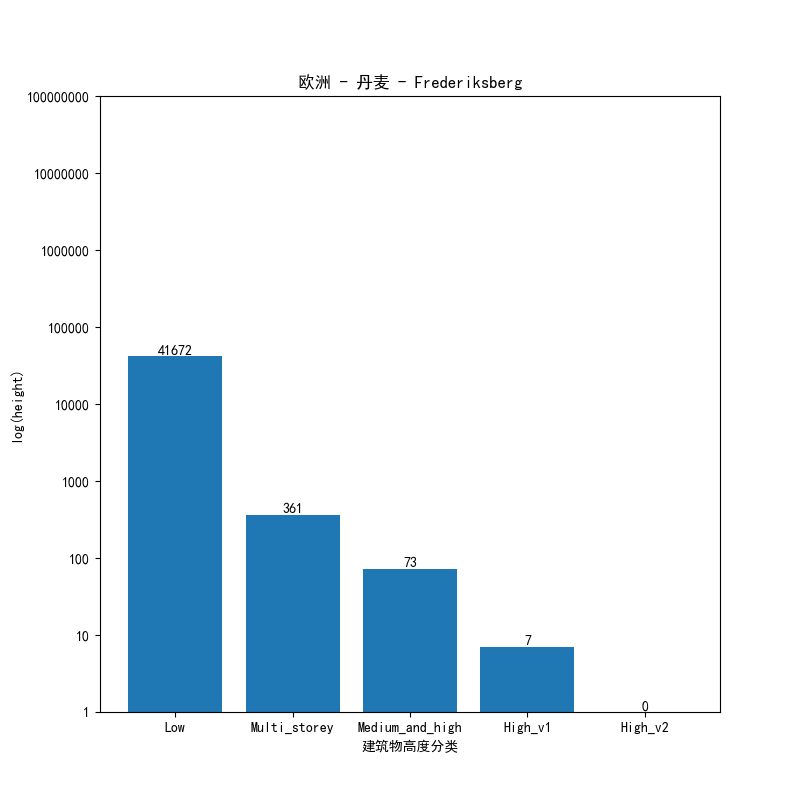 欧洲 - 丹麦 - Frederiksberg
100000000
10000000
1000000
100000
10000
1000
100
10
1
log(height)
41672
361
73
7
0
Low
Multi_storey
Medium_and_high
High_v1
High_v2
建筑物高度分类